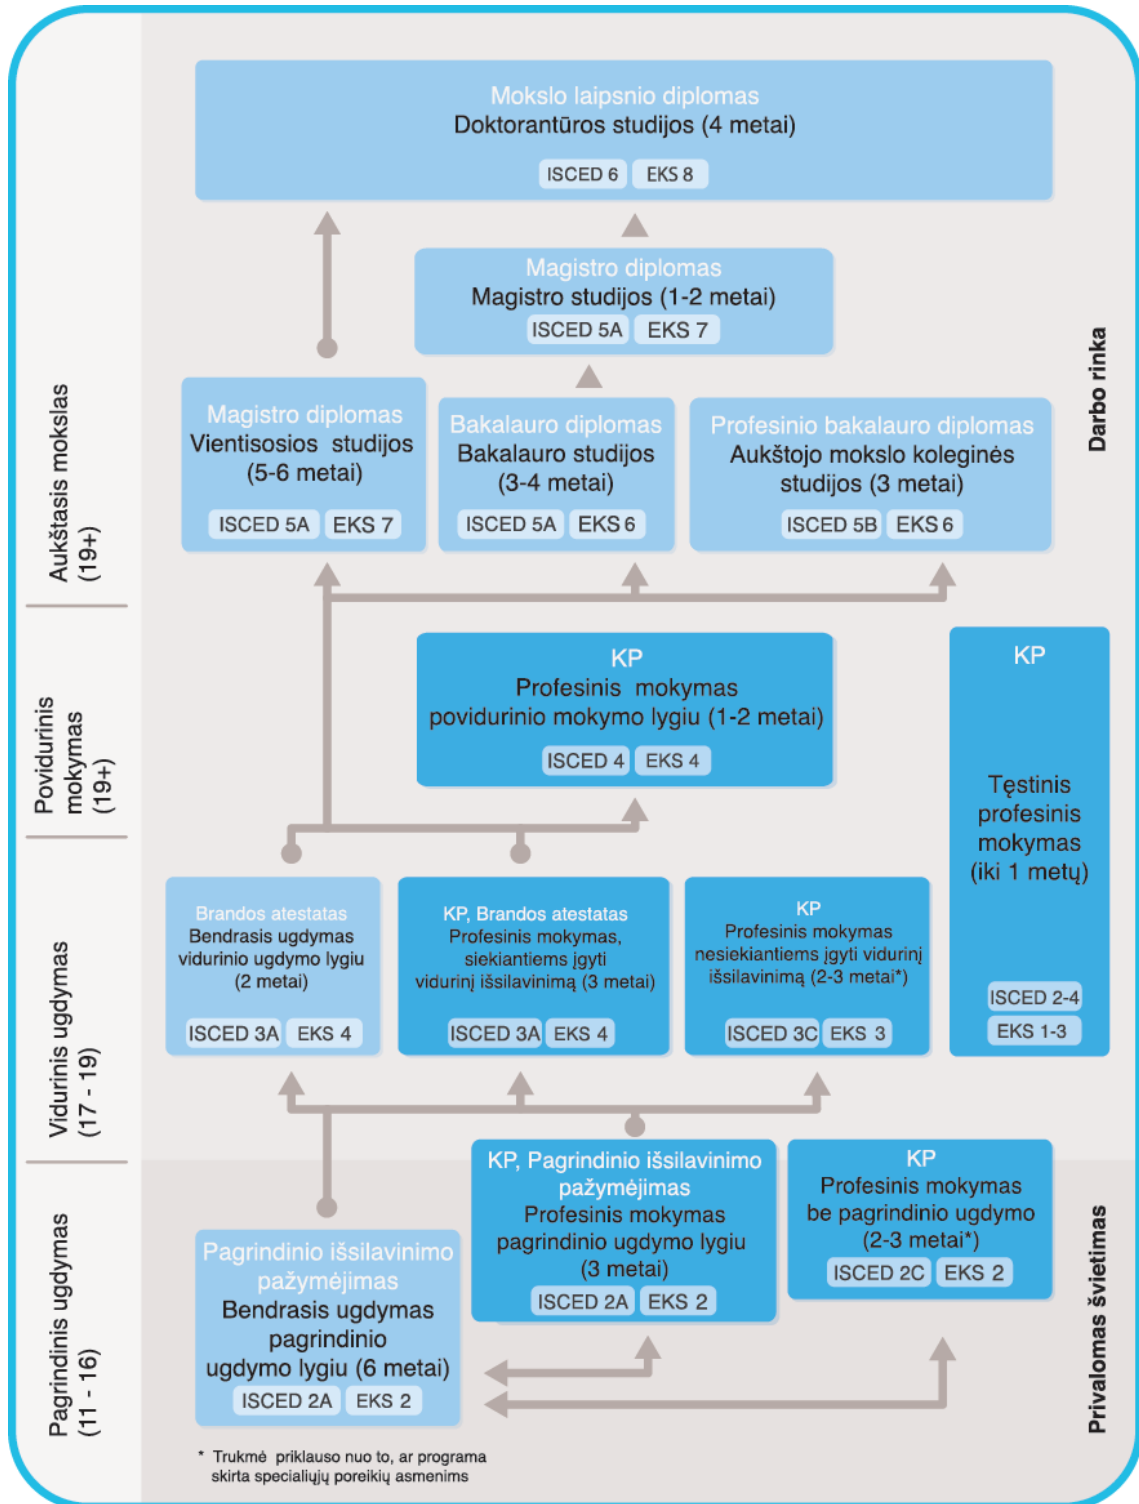 Mokslo laipsnio diplomas
Doktorantūros studijos (4 metai)
ISCED 6 EKS 8
Magistro diplomas
Magistro studijos (1-2 metai)
ISCED 5A EKS 7
Magistro diplomas
Vientisosios studijos
(5-6 metai)
ISCED 5A EKS 7
Bakalauro diplomas
Bakalauro studijos
(3-4 metai)
ISCED 5A EKS 6
Profesinio bakalauro diplomas
Aukštojo mokslo koleginės
studijos (3 metai)
ISCED 5B EKS 6
Aukštasis mokslas
(19+)
Darbo rinka
KP
Profesinis mokymas
povidurinio mokymo lygiu (1-2 metai)
ISCED 4 EKS 4
KP
Tęstinis
profesinis
mokymas
(iki 1 metų)
ISCED 2-4
EKS 1-3
Povidurinis
mokymas
(19+)
Brandos atestatas
Bendrasis ugdymas
vidurinio ugdymo lygiu
(2 metai)
ISCED 3A EKS 4
KP, Brandos atestatas
Profesinis mokymas,
siekiantiems įgyti
vidurinį išsilavinimą (3 metai)
ISCED 3A EKS 4
KP
Profesinis mokymas
nesiekiantiems įgyti vidurinį
išsilavinimą (2-3 metai*)
ISCED 3C EKS 3
Vidurinis ugdymas
(17 - 19)
KP, Pagrindinio išsilavinimo
pažymėjimas
Profesinis mokymas
pagrindinio ugdymo lygiu
(3 metai)
ISCED 2A EKS 2
KP
Profesinis mokymas
be pagrindinio ugdymo
(2-3 metai*)
ISCED 2C EKS 2
Pagrindinio išsilavinimo
pažymėjimas
Bendrasis ugdymas
pagrindinio
ugdymo lygiu (6 metai)
ISCED 2A EKS 2
Pagrindinis ugdymas
(11 - 16)
Privalomas švietimas
* Trukmė priklauso nuo to, ar programa
skirta specialiųjų poreikių asmenims